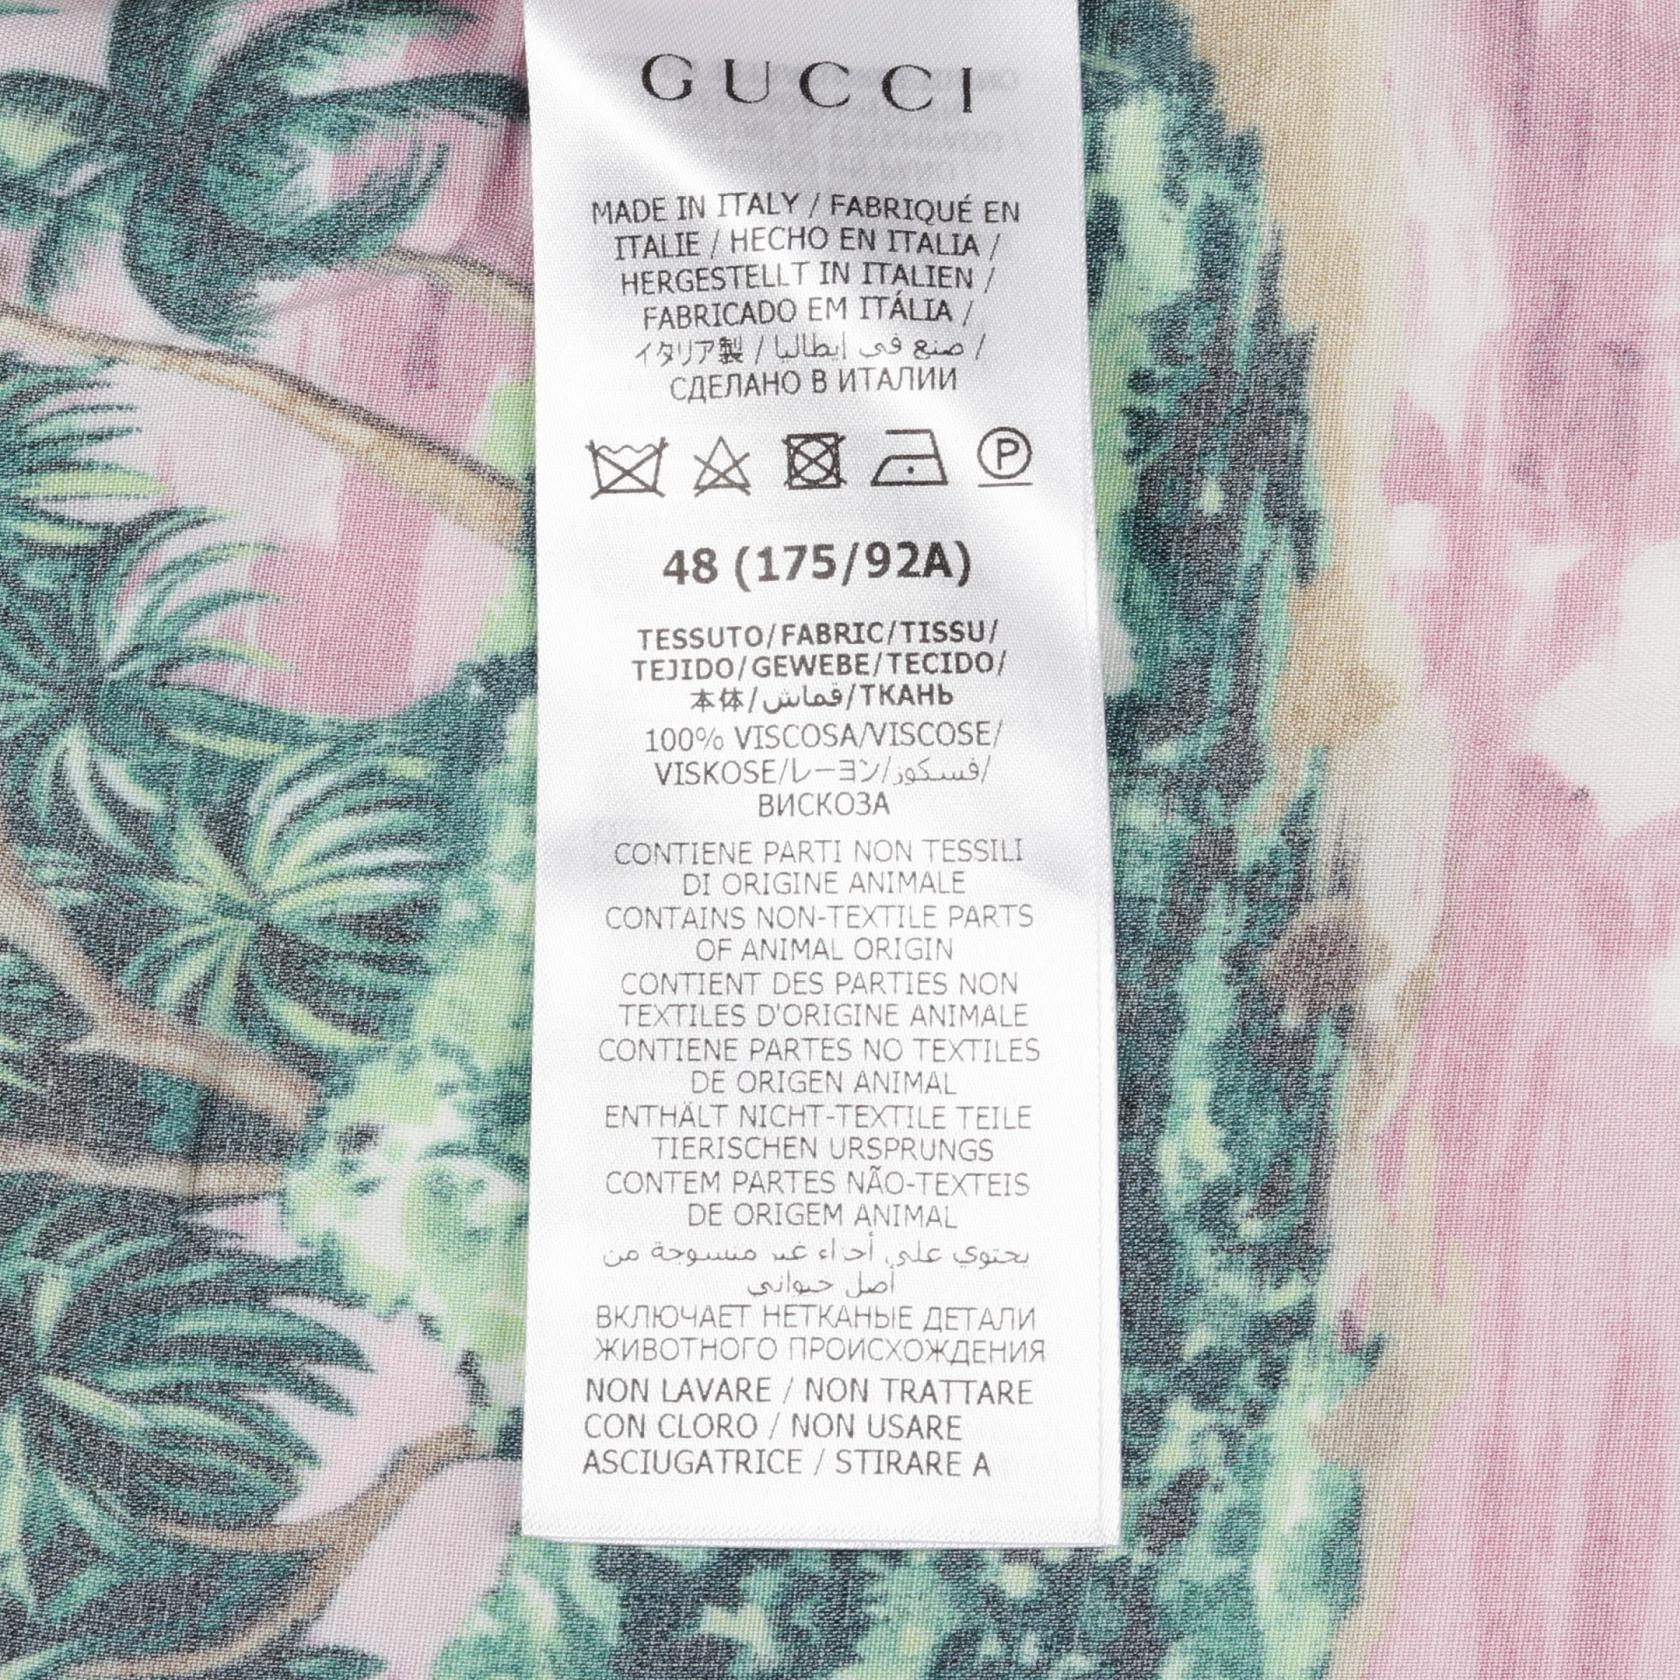 GUCCI
MADE IN ITALY / FABRIQUÉ EN
ITALIE / HECHO EN ITALIA /
HERGESTELLT IN ITALIEN /
FABRICADO EM ITÁLIA /
イタリア製 / صنع في إيطاليا /
СДЕЛАНО В ИТАЛИИ
P
48 (175/92A)
TESSUTO/FABRIC/TISSU/
TEJIDO/GEWEBE/TECIDO/
本体/قماش/ТКАНЬ
100% VISCOSA/VISCOSE/
VISKOSE/レーヨン/فسكوز/
ВИСКОЗА
CONTIENE PARTI NON TESSILI
DI ORIGINE ANIMALE
CONTAINS NON-TEXTILE PARTS
OF ANIMAL ORIGIN
CONTIENT DES PARTIES NON
TEXTILES D'ORIGINE ANIMALE
CONTIENE PARTES NO TEXTILES
DE ORIGEN ANIMAL
ENTHÄLT NICHT-TEXTILE TEILE
TIERISCHEN URSPRUNGS
CONTEM PARTES NÃO-TEXTEIS
DE ORIGEM ANIMAL
يحتوي على أجزاء غير منسوجة من
أصل حيواني
ВКЛЮЧАЕТ НЕТКАНЫЕ ДЕТАЛИ
ЖИВОТНОГО ПРОИСХОЖДЕНИЯ
NON LAVARE / NON TRATTARE
CON CLORO / NON USARE
ASCIUGATRICE / STIRARE A